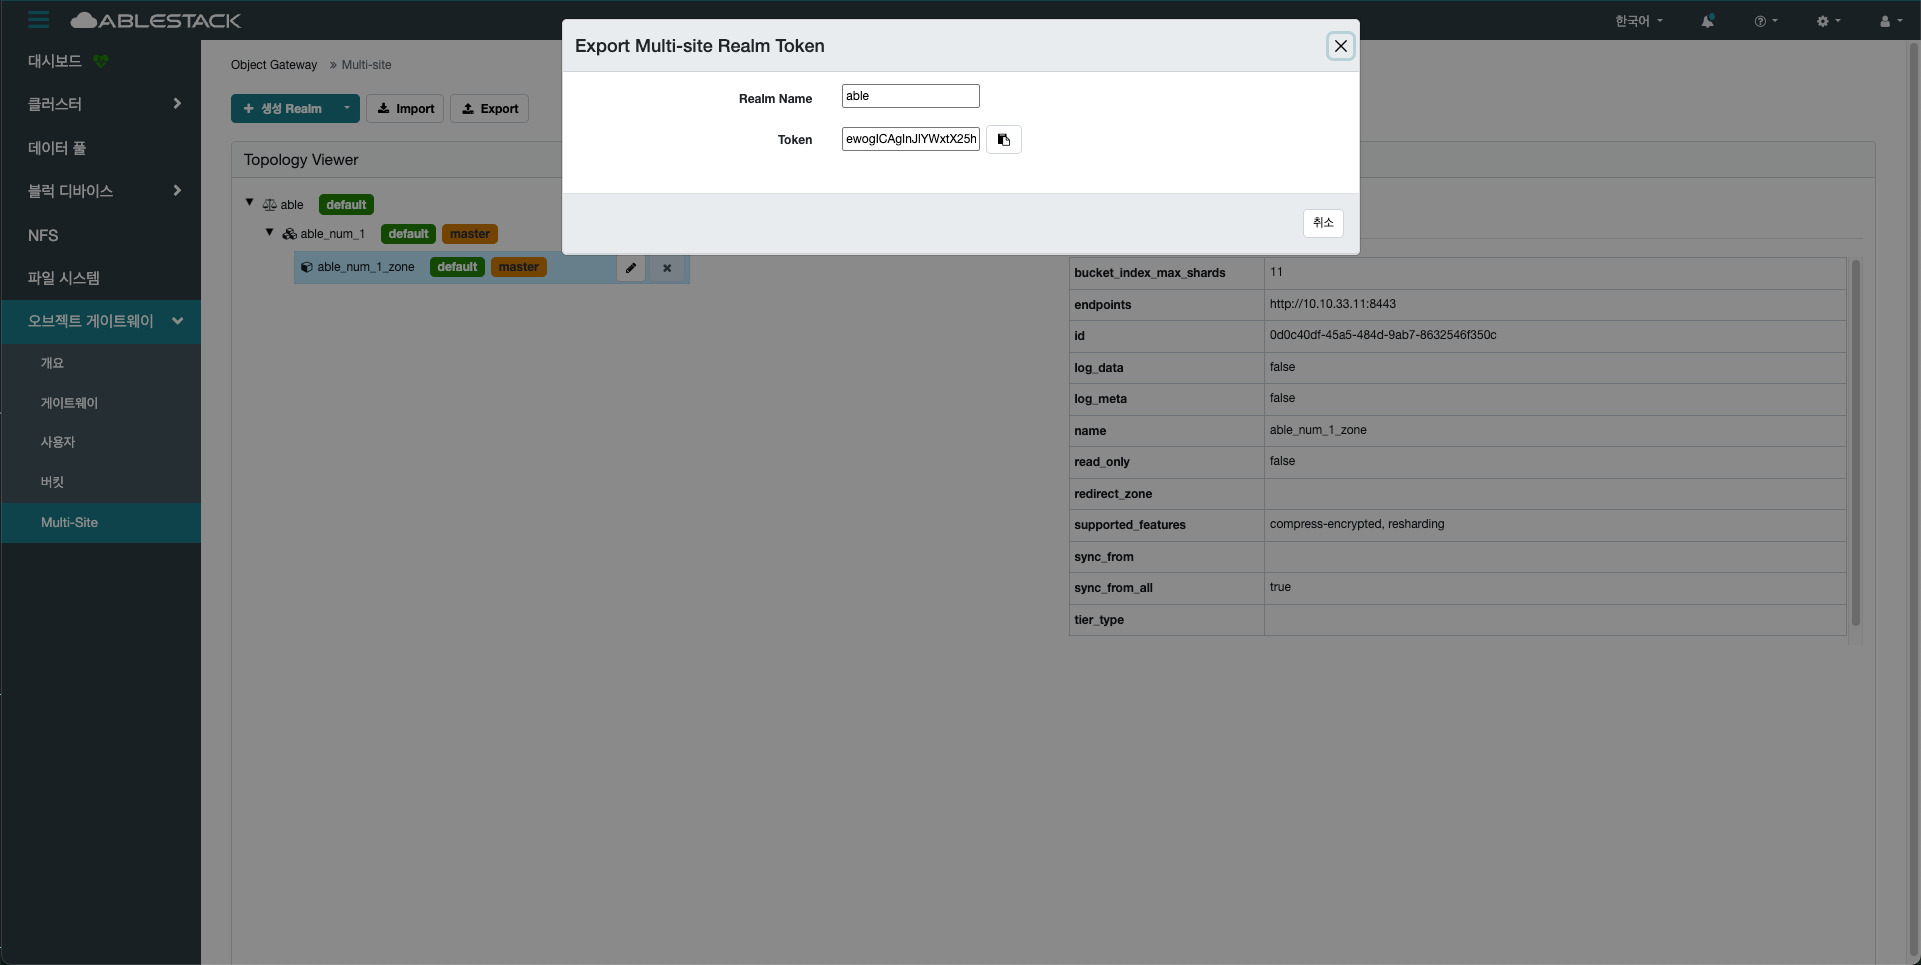 ABLESTACK
한국어
Export Multi-site Realm Token
Realm Name
able
Token
ewogICAgInJlYWxtX25h
취소
대시보드
클러스터
데이터 풀
블럭 디바이스
NFS
파일 시스템
오브젝트 게이트웨이
개요
게이트웨이
사용자
버킷
Multi-Site
Object Gateway » Multi-site
생성 Realm
Import
Export
Topology Viewer
able default
able_num_1 default master
able_num_1_zone default master
bucket_index_max_shards 11
endpoints http://10.10.33.11:8443
id 0d0c40df-45a5-484d-9ab7-8632546f350c
log_data false
log_meta false
name able_num_1_zone
read_only false
redirect_zone
supported_features compress-encrypted, resharding
sync_from
sync_from_all true
tier_type